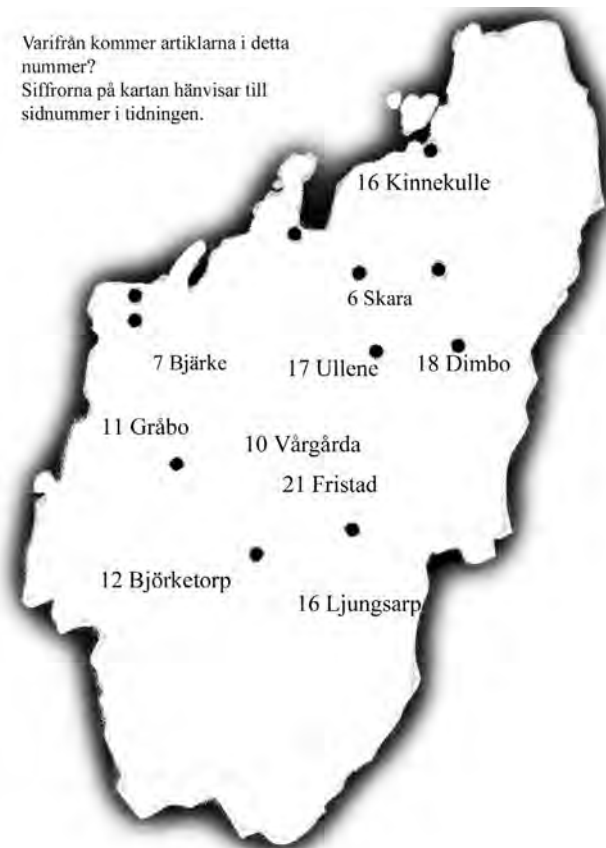 Varifrån kommer artiklarna i detta
nummer?
Siffrorna på kartan hänvisar till
sidnummer i tidningen.
16 Kinnekulle
6 Skara
7 Bjärke
17 Ullene
18 Dimbo
11 Gråbo
10 Vårgårda
21 Fristad
12 Björketorp
16 Ljungsarp